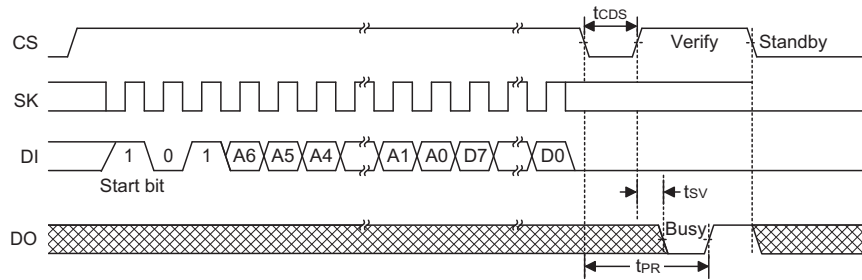 tCDS
CS Verify Standby
SK
DI 1 0 1 A6 A5 A4 A1 A0 D7 D0
Start bit
tSV
DO Busy
tPR